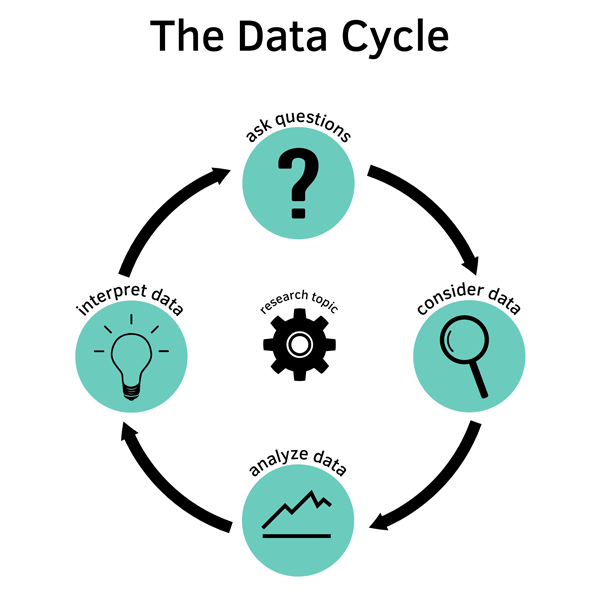 The Data Cycle
ask questions
interpret data
research topic
consider data
analyze data